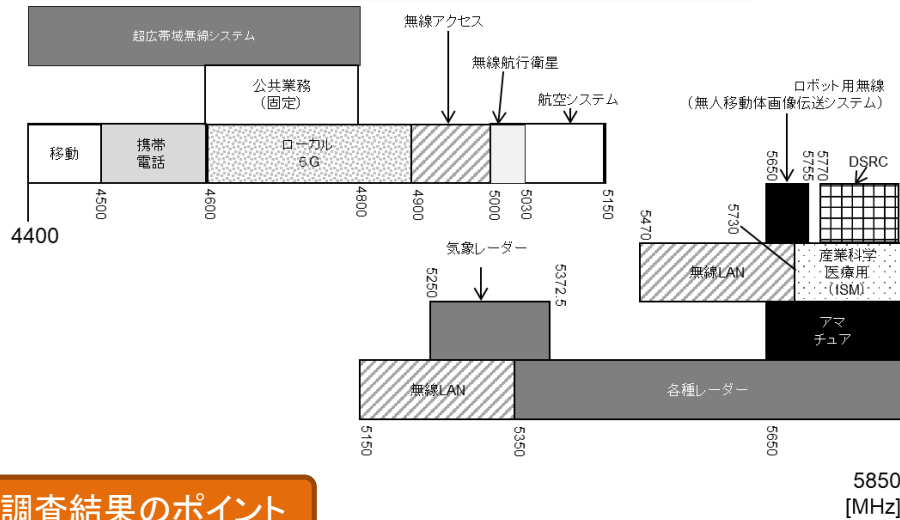 超広帯域無線システム
無線アクセス
無線航行衛星
航空システム
公共業務
(固定)
移動
携帯
電話
ローカル
5G
4400
4500
4600
4800
4900
5000
5030
5150
ロボット用無線
(無人移動体画像伝送システム)
5650
5755
5770
DSRC
5470
5730
無線LAN
産業科学
医療用
(ISM)
気象レーダー
5250
5372.5
アマ
チュア
無線LAN
各種レーダー
5150
5350
5650
5850
[MHz]
調査結果のポイント